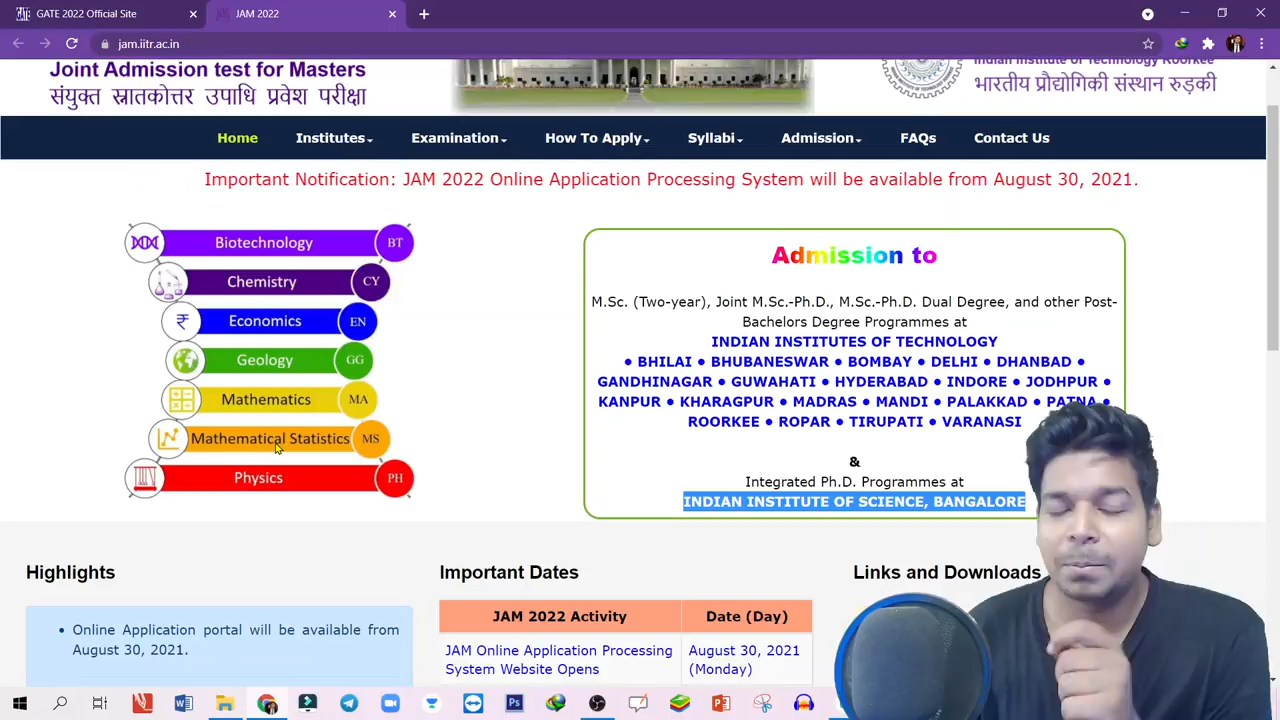 GATE 2022 Official Site
JAM 2022
jam.iitr.ac.in
Joint Admission test for Masters
संयुक्त स्नातकोत्तर उपाधि प्रवेश परीक्षा
Indian Institute of Technology Roorkee
भारतीय प्रौद्योगिकी संस्थान रुड़की
Home
Institutes
Examination
How To Apply
Syllabi
Admission
FAQs
Contact Us
Important Notification: JAM 2022 Online Application Processing System will be available from August 30, 2021.
Biotechnology BT
Chemistry CY
₹ Economics EN
Geology GG
Mathematics MA
Mathematical Statistics MS
Physics PH
Admission to
M.Sc. (Two-year), Joint M.Sc.-Ph.D., M.Sc.-Ph.D. Dual Degree, and other Post-
Bachelors Degree Programmes at
INDIAN INSTITUTES OF TECHNOLOGY
• BHILAI • BHUBANESWAR • BOMBAY • DELHI • DHANBAD •
GANDHINAGAR • GUWAHATI • HYDERABAD • INDORE • JODHPUR •
KANPUR • KHARAGPUR • MADRAS • MANDI • PALAKKAD • PATNA •
ROORKEE • ROPAR • TIRUPATI • VARANASI
&
Integrated Ph.D. Programmes at
INDIAN INSTITUTE OF SCIENCE, BANGALORE
Highlights
• Online Application portal will be available from
August 30, 2021.
Important Dates
JAM 2022 Activity
Date (Day)
JAM Online Application Processing
System Website Opens
August 30, 2021
(Monday)
Links and Downloads